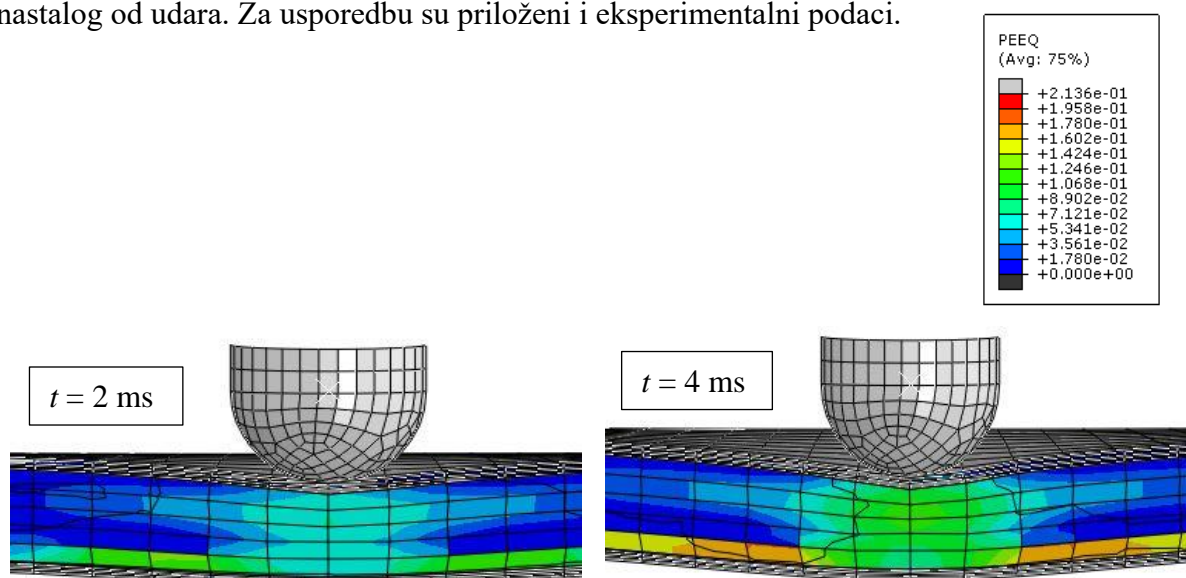 nastalog od udara. Za usporedbu su priloženi i eksperimentalni podaci.
PEEQ
(Avg: 75%)
+2.136e-01
+1.958e-01
+1.780e-01
+1.602e-01
+1.424e-01
+1.246e-01
+1.068e-01
+8.902e-02
+7.121e-02
+5.341e-02
+3.561e-02
+1.780e-02
+0.000e+00
t = 2 ms
t = 4 ms